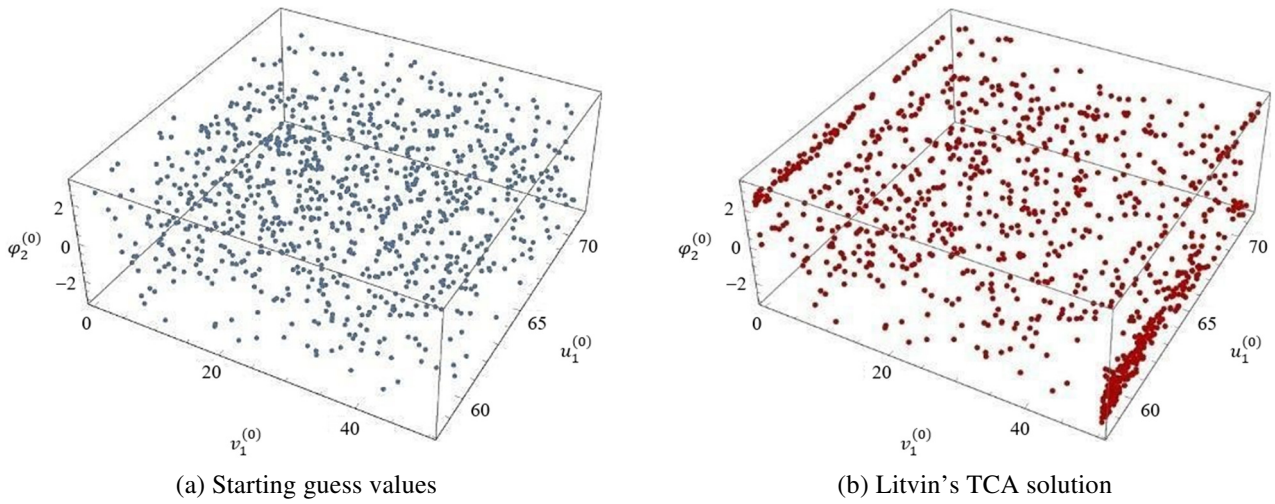 2
0
−2
φ₂⁽⁰⁾
0
20
40
v₁⁽⁰⁾
60
65
70
u₁⁽⁰⁾
(a) Starting guess values
2
0
−2
φ₂⁽⁰⁾
0
20
40
v₁⁽⁰⁾
60
65
70
u₁⁽⁰⁾
(b) Litvin’s TCA solution